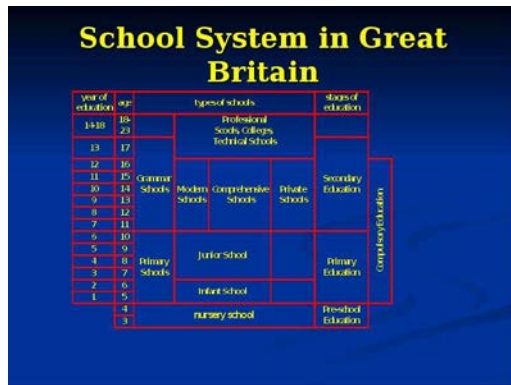 School System in Great
Britain
year of education age types of schools stages of education
14-18 18-23 Professional
Scools, Colleges,
Technical Schools
13 17
12 16
11 15
10 14
9 13
8 12
7 11
Grammar Schools
Modern Schools
Comprehensive Schools
Private Schools
Secondary Education
Compulsory Education
6 10
5 9
4 8
3 7
2 6
1 5
Primary Schools
Junior School
Infant School
Primary Education
4
3
nursery school
Pre-school Education